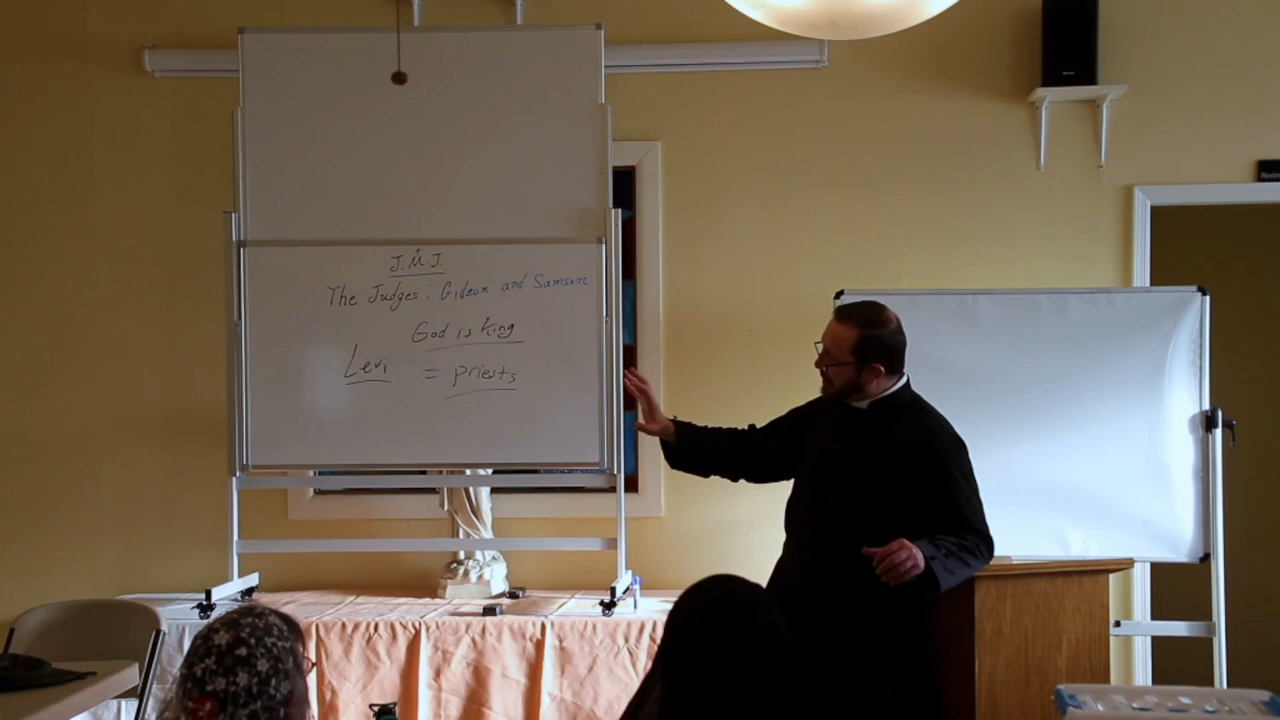 J.M.J.
The Judges: Gideon and Samson
God is king
Levi = priests